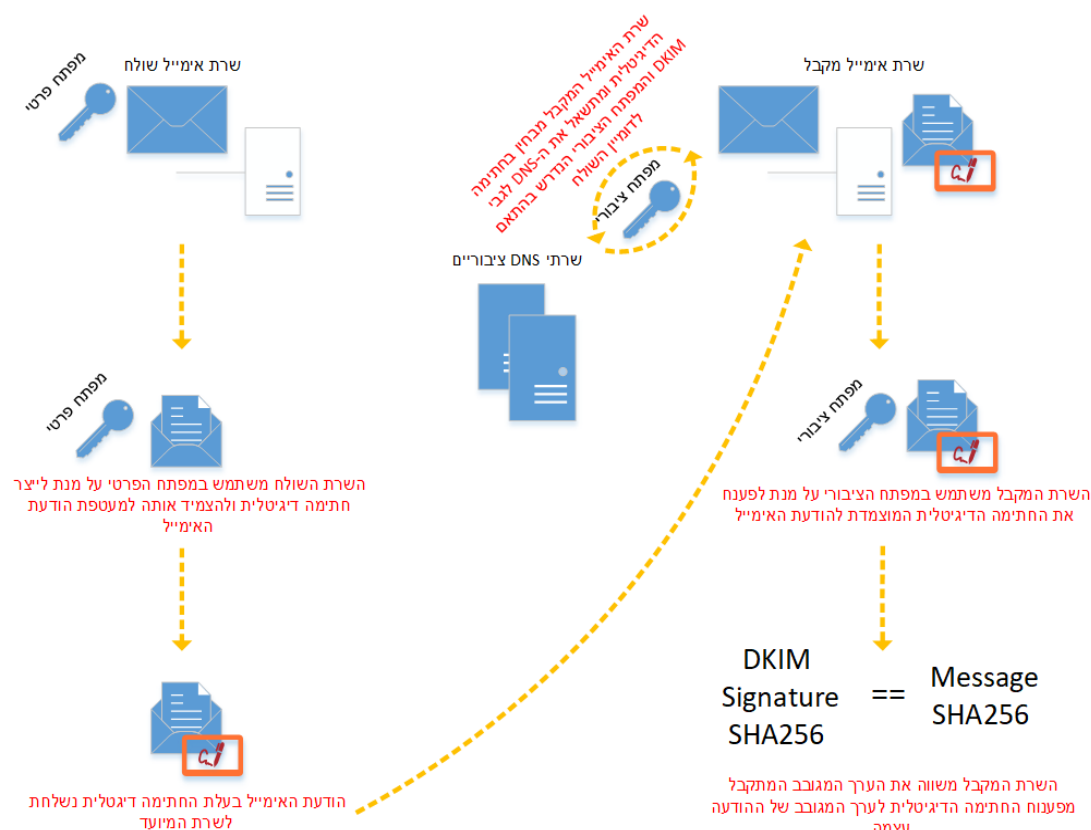 שרת אימייל שולח
מפתח פרטי
מפתח פרטי
השרת השולח משתמש במפתח הפרטי על מנת לייצר
חתימה דיגיטלית ולהצמיד אותה למעטפת הודעת
האימייל
הודעת האימייל בעלת החתימה דיגטלית נשלחת
לשרת המיועד
שרת האימייל המקבל מבחין בחתימה
הדיגיטלית ומתשאל את ה-DNS לגבי
DKIM והמפתח הציבורי הנדרש בהתאם
לדומיין השולח
מפתח ציבורי
שרתי DNS ציבוריים
שרת אימייל מקבל
מפתח ציבורי
השרת המקבל משתמש במפתח הציבורי על מנת לפענח
את החתימה הדיגיטלית המוצמדת להודעת האימייל
DKIM
Signature
SHA256
==
Message
SHA256
השרת המקבל משווה את הערך המגובב המתקבל
מפענוח החתימה הדיגיטלית לערך המגובב של ההודעה